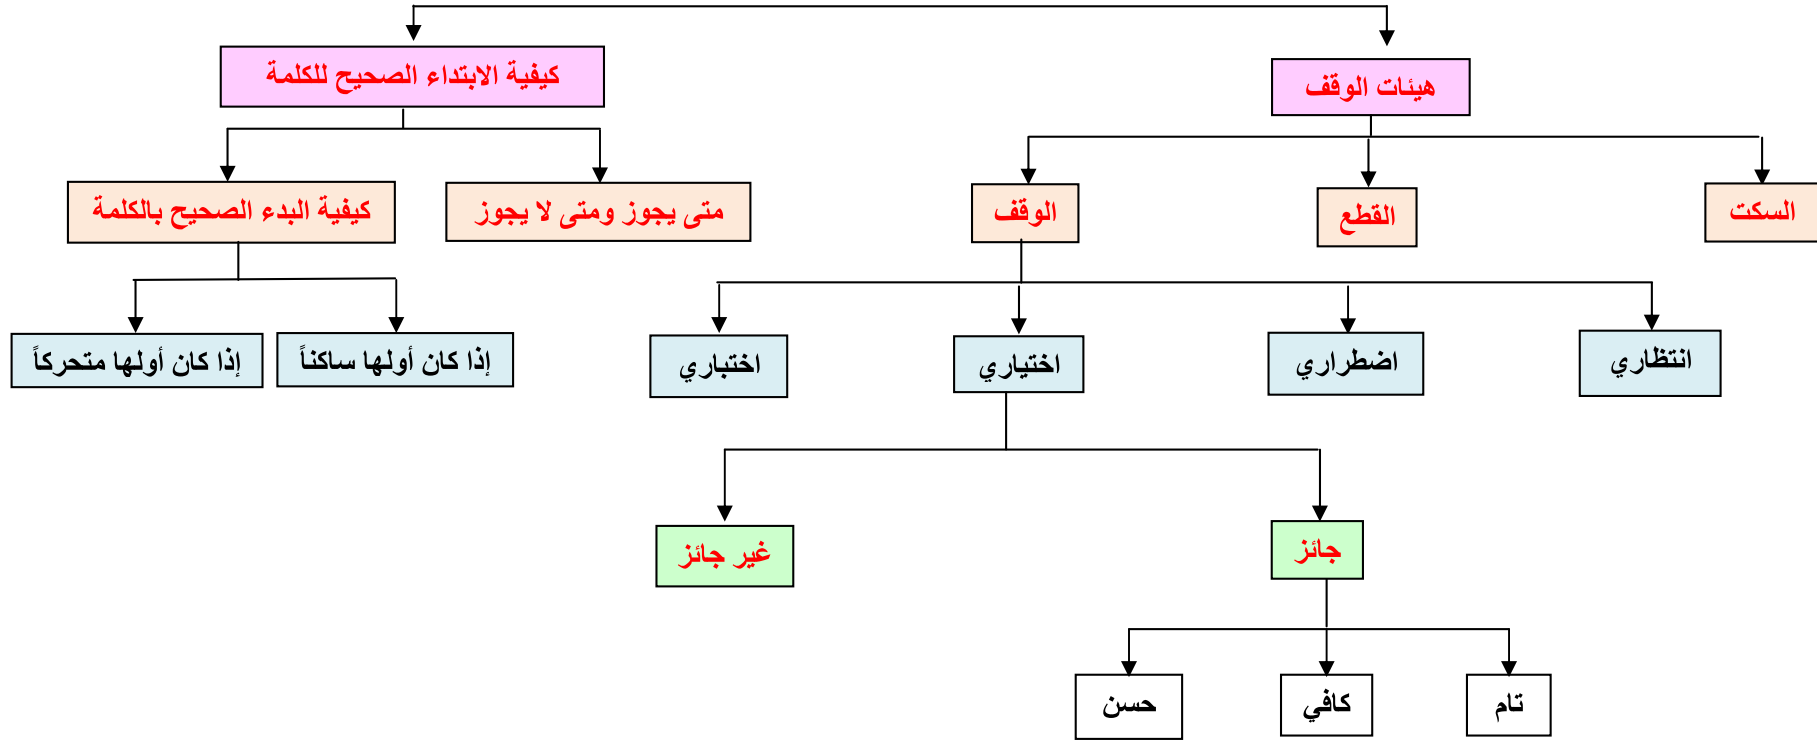 هيئات الوقف
كيفية الابتداء الصحيح للكلمة
السكت
القطع
الوقف
متى يجوز ومتى لا يجوز
كيفية البدء الصحيح بالكلمة
انتظاري
اضطراري
اختياري
اختباري
إذا كان أولها ساكناً
إذا كان أولها متحركاً
جائز
غير جائز
تام
كافي
حسن